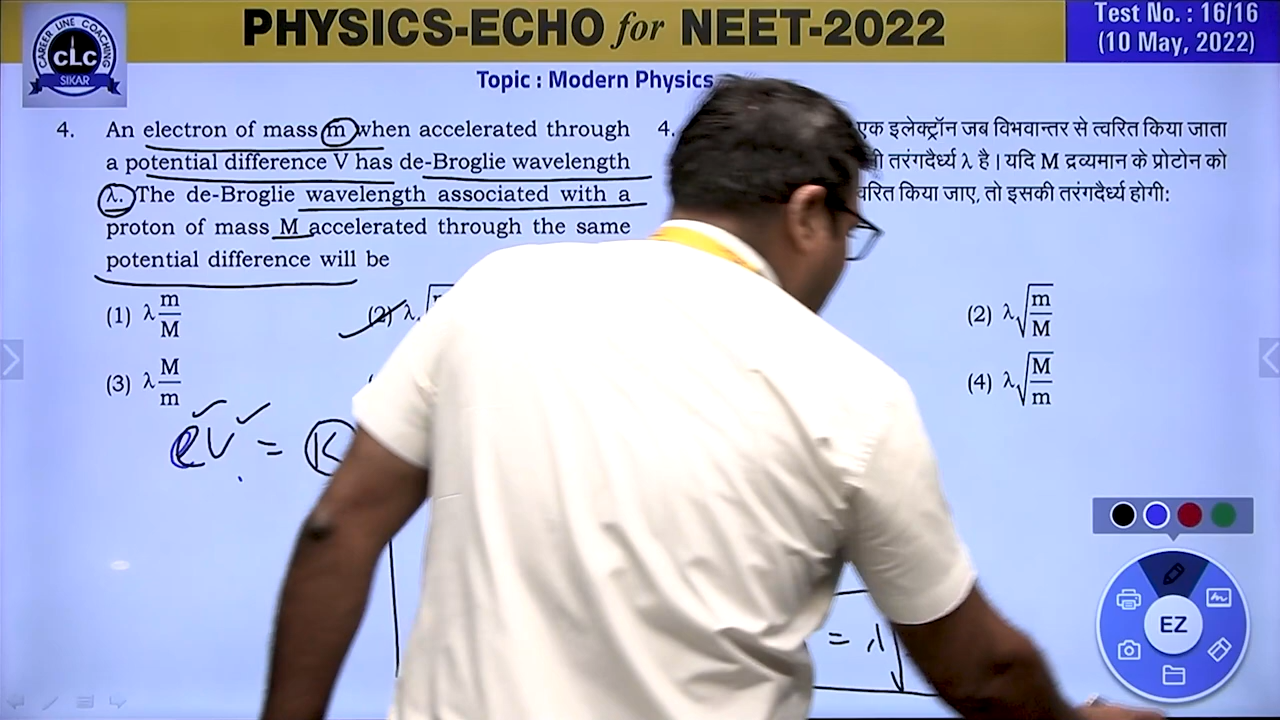 PHYSICS-ECHO for NEET-2022
Test No. : 16/16
(10 May, 2022)
CAREER LINE COACHING
CLC
SIKAR
Topic : Modern Physics
4. An electron of mass m when accelerated through
a potential difference V has de-Broglie wavelength
λ. The de-Broglie wavelength associated with a
proton of mass M accelerated through the same
potential difference will be
(1) λ m/M
(2) λ
(3) λ M/m
4.
एक इलेक्ट्रॉन जब विभवान्तर से त्वरित किया जाता
तरंगदैर्ध्य λ है। यदि M द्रव्यमान के प्रोटोन को
किया जाए, तो इसकी तरंगदैर्ध्य होगी:
(2) λ√m/M
(4) λ√M/m
eV = K
= λ
EZ